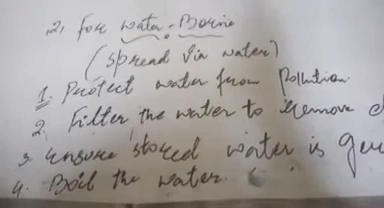 2, For water-Borne
(spread via water)
1. Protect water from Pollution
2. Filter the water to remove
3. ensure stored water is
4. Boil the water.